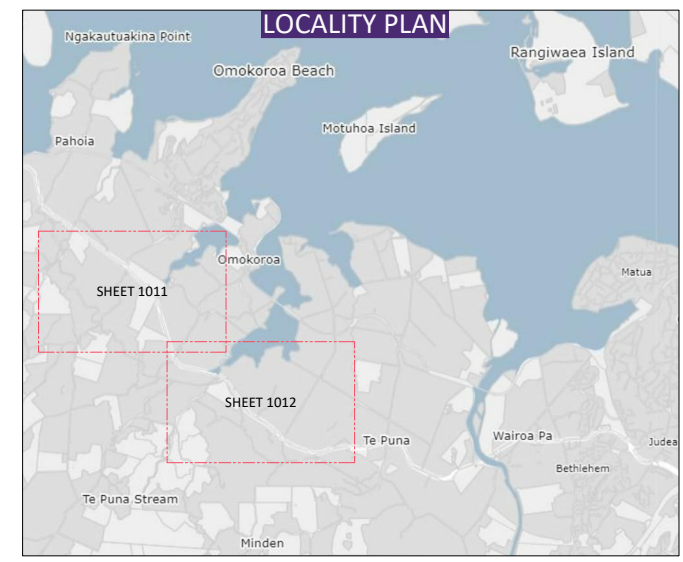 LOCALITY PLAN
Ngakautuakina Point
Rangiwaea Island
Omokoroa Beach
Motuhoa Island
Pahoia
Omokoroa
Matua
SHEET 1011
SHEET 1012
Te Puna
Wairoa Pa
Judea
Bethlehem
Te Puna Stream
Minden